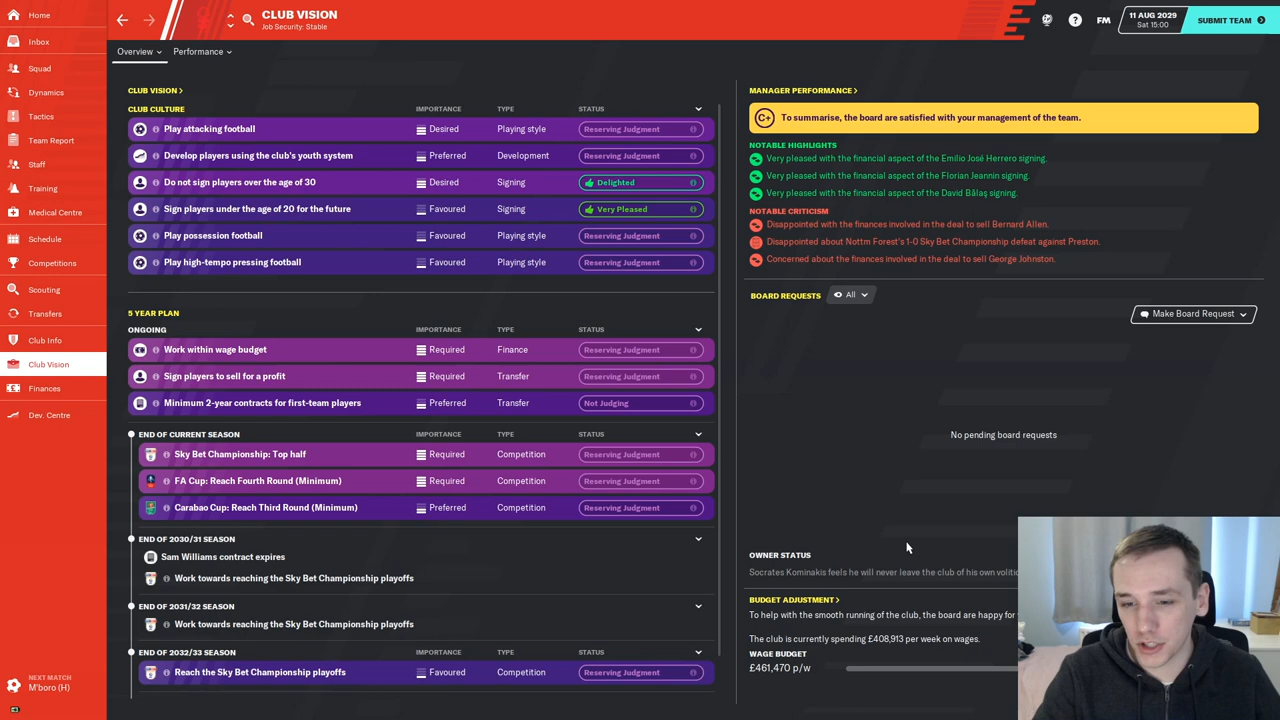 Home
Inbox
Squad
Dynamics
Tactics
Team Report
Staff
Training
Medical Centre
Schedule
Competitions
Scouting
Transfers
Club Info
Club Vision
Finances
Dev. Centre
NEXT MATCH
M'boro (H)
CLUB VISION
Job Security: Stable
FM
11 AUG 2029
Sat 15:00
SUBMIT TEAM
Overview
Performance
CLUB VISION >
CLUB CULTURE IMPORTANCE TYPE STATUS
Play attacking football Desired Playing style Reserving Judgment
Develop players using the club's youth system Preferred Development Reserving Judgment
Do not sign players over the age of 30 Desired Signing Delighted
Sign players under the age of 20 for the future Favoured Signing Very Pleased
Play possession football Favoured Playing style Reserving Judgment
Play high-tempo pressing football Favoured Playing style Reserving Judgment
5 YEAR PLAN
ONGOING IMPORTANCE TYPE STATUS
Work within wage budget Required Finance Reserving Judgment
Sign players to sell for a profit Required Transfer Reserving Judgment
Minimum 2-year contracts for first-team players Preferred Transfer Not Judging
END OF CURRENT SEASON IMPORTANCE TYPE STATUS
Sky Bet Championship: Top half Required Competition Reserving Judgment
FA Cup: Reach Fourth Round (Minimum) Required Competition Reserving Judgment
Carabao Cup: Reach Third Round (Minimum) Preferred Competition Reserving Judgment
END OF 2030/31 SEASON
Sam Williams contract expires
Work towards reaching the Sky Bet Championship playoffs
END OF 2031/32 SEASON
Work towards reaching the Sky Bet Championship playoffs
END OF 2032/33 SEASON IMPORTANCE TYPE STATUS
Reach the Sky Bet Championship playoffs Favoured Competition Reserving Judgment
MANAGER PERFORMANCE >
C+ To summarise, the board are satisfied with your management of the team.
NOTABLE HIGHLIGHTS
Very pleased with the financial aspect of the Emilio José Herrero signing.
Very pleased with the financial aspect of the Florian Jeannin signing.
Very pleased with the financial aspect of the David Bălaş signing.
NOTABLE CRITICISM
Disappointed with the finances involved in the deal to sell Bernard Allen.
Disappointed about Nottm Forest's 1-0 Sky Bet Championship defeat against Preston.
Concerned about the finances involved in the deal to sell George Johnston.
BOARD REQUESTS All
Make Board Request
No pending board requests
OWNER STATUS
Socrates Kominakis feels he will never leave the club of his own
BUDGET ADJUSTMENT >
To help with the smooth running of the club, the board are happy for
The club is currently spending £408,913 per week on wages.
WAGE BUDGET
£461,470 p/w